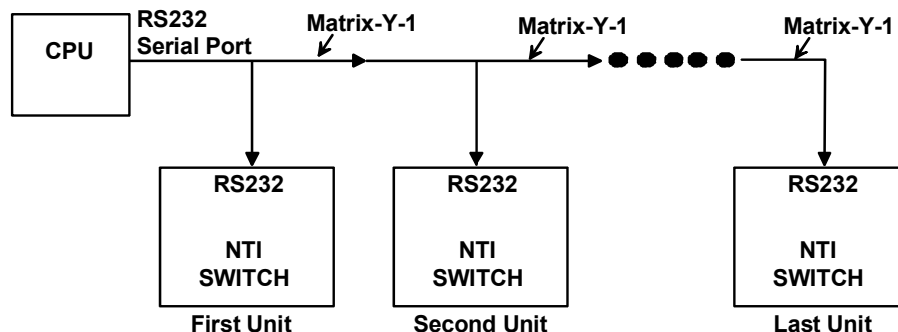 CPU
RS232
Serial Port
Matrix-Y-1
Matrix-Y-1
Matrix-Y-1
RS232
NTI
SWITCH
First Unit
RS232
NTI
SWITCH
Second Unit
RS232
NTI
SWITCH
Last Unit